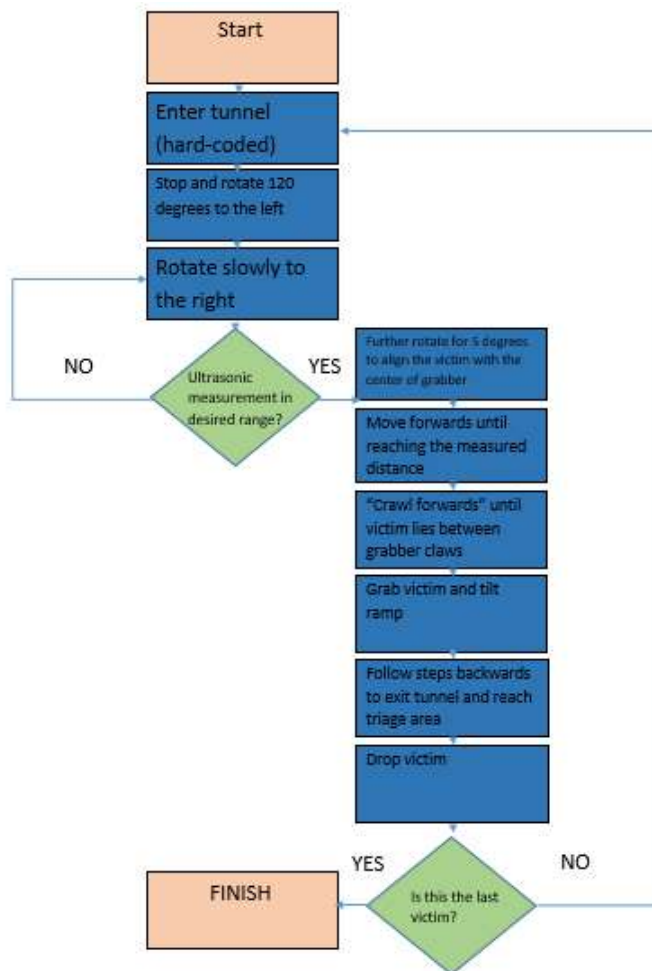 Start
Enter tunnel
(hard-coded)
Stop and rotate 120
degrees to the left
Rotate slowly to
the right
NO
YES
Ultrasonic
measurement in
desired range?
Further rotate for 5 degrees
to align the victim with the
center of grabber
Move forwards until
reaching the measured
distance
“Crawl forwards” until
victim lies between
grabber claws
Grab victim and tilt
ramp
Follow steps backwards
to exit tunnel and reach
triage area
Drop victim
YES
NO
Is this the last
victim?
FINISH